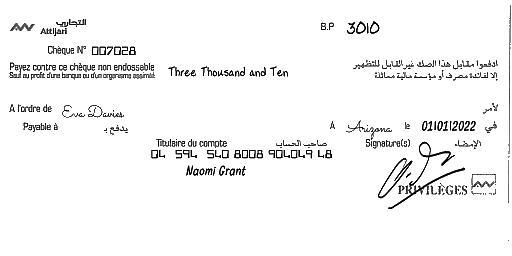 التجاري
Attijari
B.P 3010
Chèque N° 007028
Payez contre ce chèque non endossable
Sauf au profit d'une banque ou d'un organisme assimilé
Three Thousand and Ten
ادفعوا مقابل هذا الصك غير القابل للتظهير
إلا لفائدة مصرف أو مؤسسة مالية مماثلة
A l'ordre de Eva Davies لأمر
Payable à يدفع بـ
A Arizona le 01/01/2022 في
Titulaire du compte صاحب الحساب
Signature(s) الإمضاء
04 594 540 8008 904049 48
Naomi Grant
PRIVILÈGES